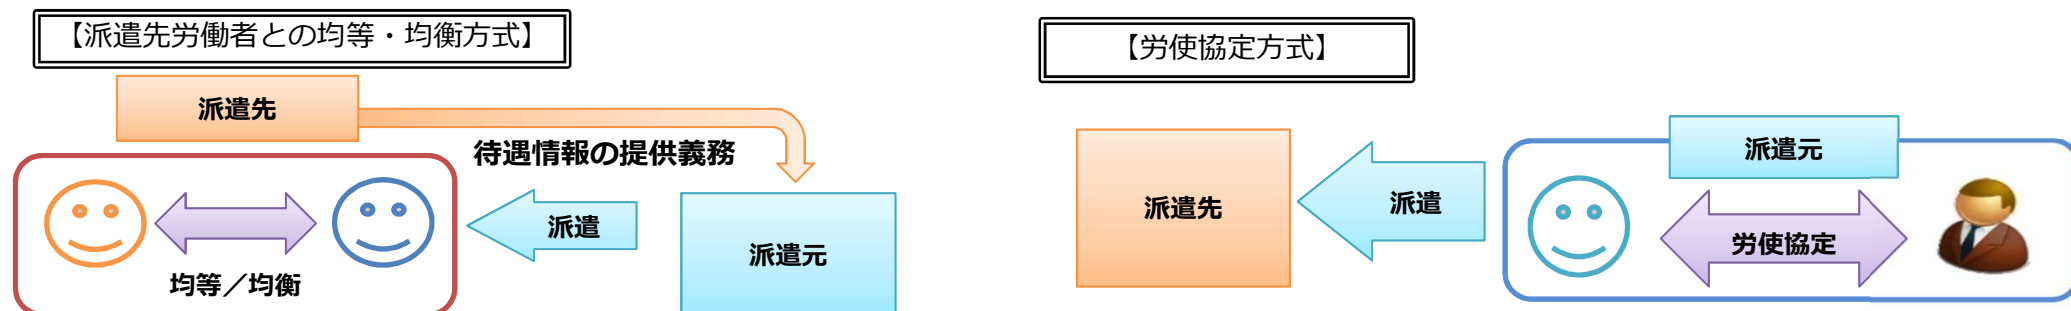 【派遣先労働者との均等・均衡方式】
派遣先
待遇情報の提供義務
派遣
派遣元
均等／均衡
【労使協定方式】
派遣先
派遣
派遣元
労使協定